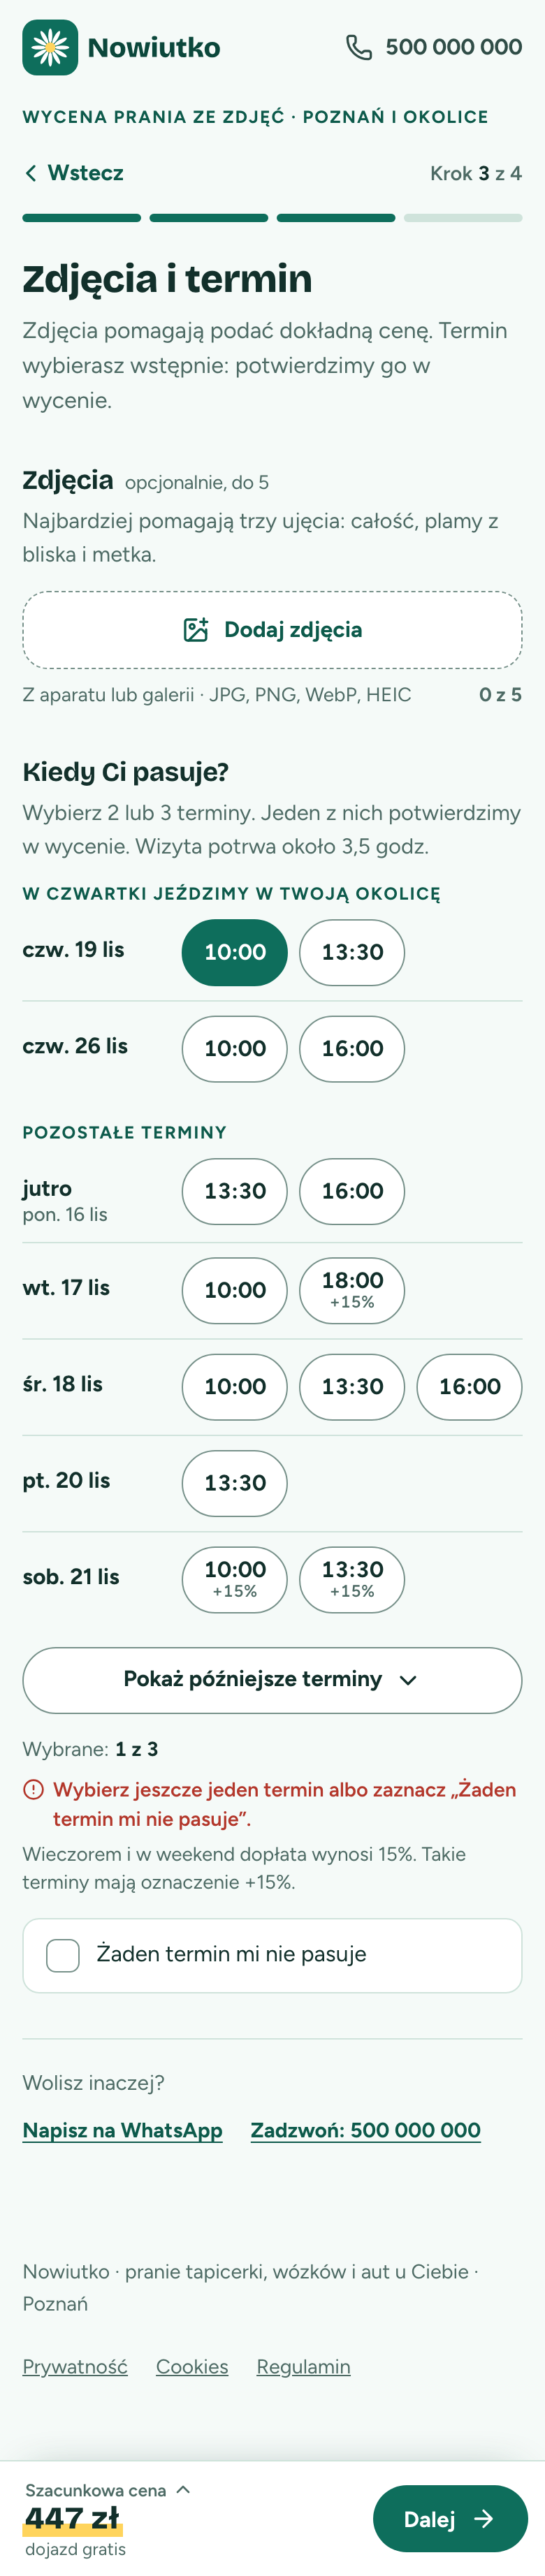 Nowiutko
500 000 000
WYCENA PRANIA ZE ZDJĘĆ · POZNAŃ I OKOLICE
Wstecz
Krok 3 z 4
Zdjęcia i termin
Zdjęcia pomagają podać dokładną cenę. Termin
wybierasz wstępnie: potwierdzimy go w
wycenie.
Zdjęcia opcjonalnie, do 5
Najbardziej pomagają trzy ujęcia: całość, plamy z
bliska i metka.
Dodaj zdjęcia
Z aparatu lub galerii · JPG, PNG, WebP, HEIC
0 z 5
Kiedy Ci pasuje?
Wybierz 2 lub 3 terminy. Jeden z nich potwierdzimy
w wycenie. Wizyta potrwa około 3,5 godz.
W CZWARTKI JEŹDZIMY W TWOJĄ OKOLICĘ
czw. 19 lis 10:00 13:30
czw. 26 lis 10:00 16:00
POZOSTAŁE TERMINY
jutro 13:30 16:00
pon. 16 lis
wt. 17 lis 10:00 18:00
+15%
śr. 18 lis 10:00 13:30 16:00
pt. 20 lis 13:30
sob. 21 lis 10:00 13:30
+15% +15%
Pokaż późniejsze terminy
Wybrane: 1 z 3
Wybierz jeszcze jeden termin albo zaznacz „Żaden
termin mi nie pasuje”.
Wieczorem i w weekend dopłata wynosi 15%. Takie
terminy mają oznaczenie +15%.
Żaden termin mi nie pasuje
Wolisz inaczej?
Napisz na WhatsApp Zadzwoń: 500 000 000
Nowiutko · pranie tapicerki, wózków i aut u Ciebie ·
Poznań
Prywatność Cookies Regulamin
Szacunkowa cena
447 zł
dojazd gratis
Dalej